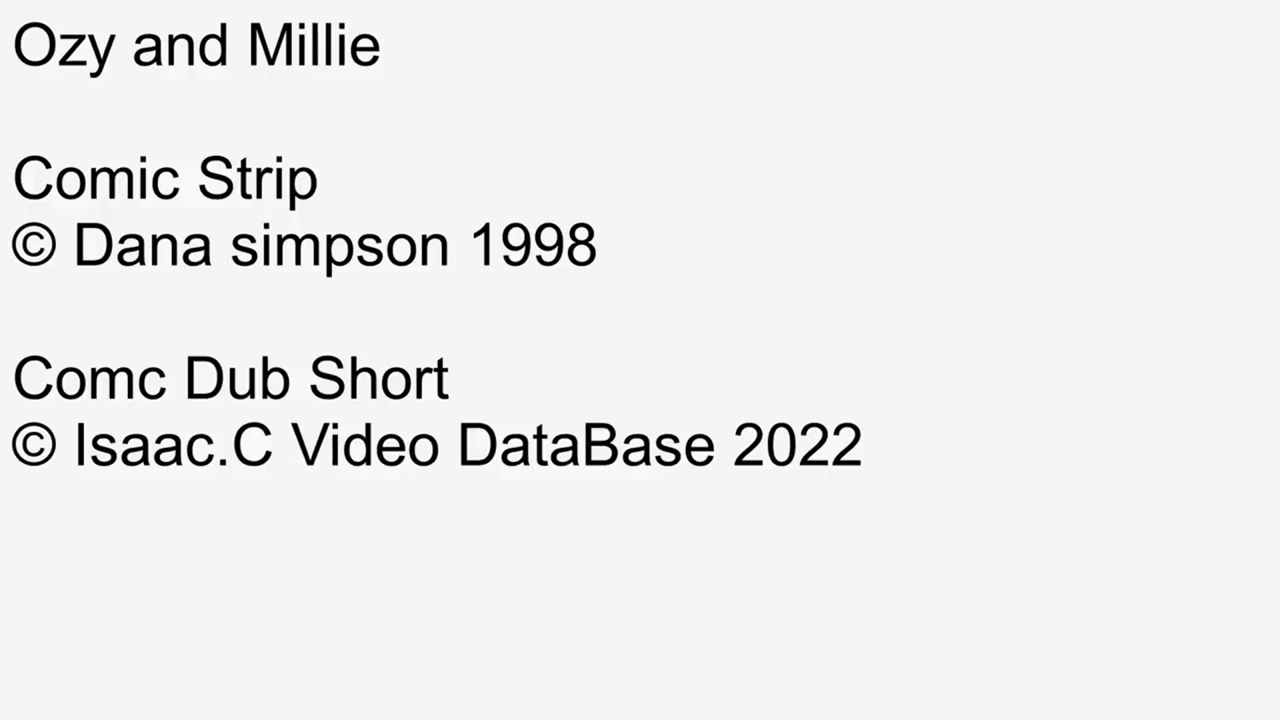 Ozy and Millie
Comic Strip
© Dana simpson 1998
Comc Dub Short
© Isaac.C Video DataBase 2022